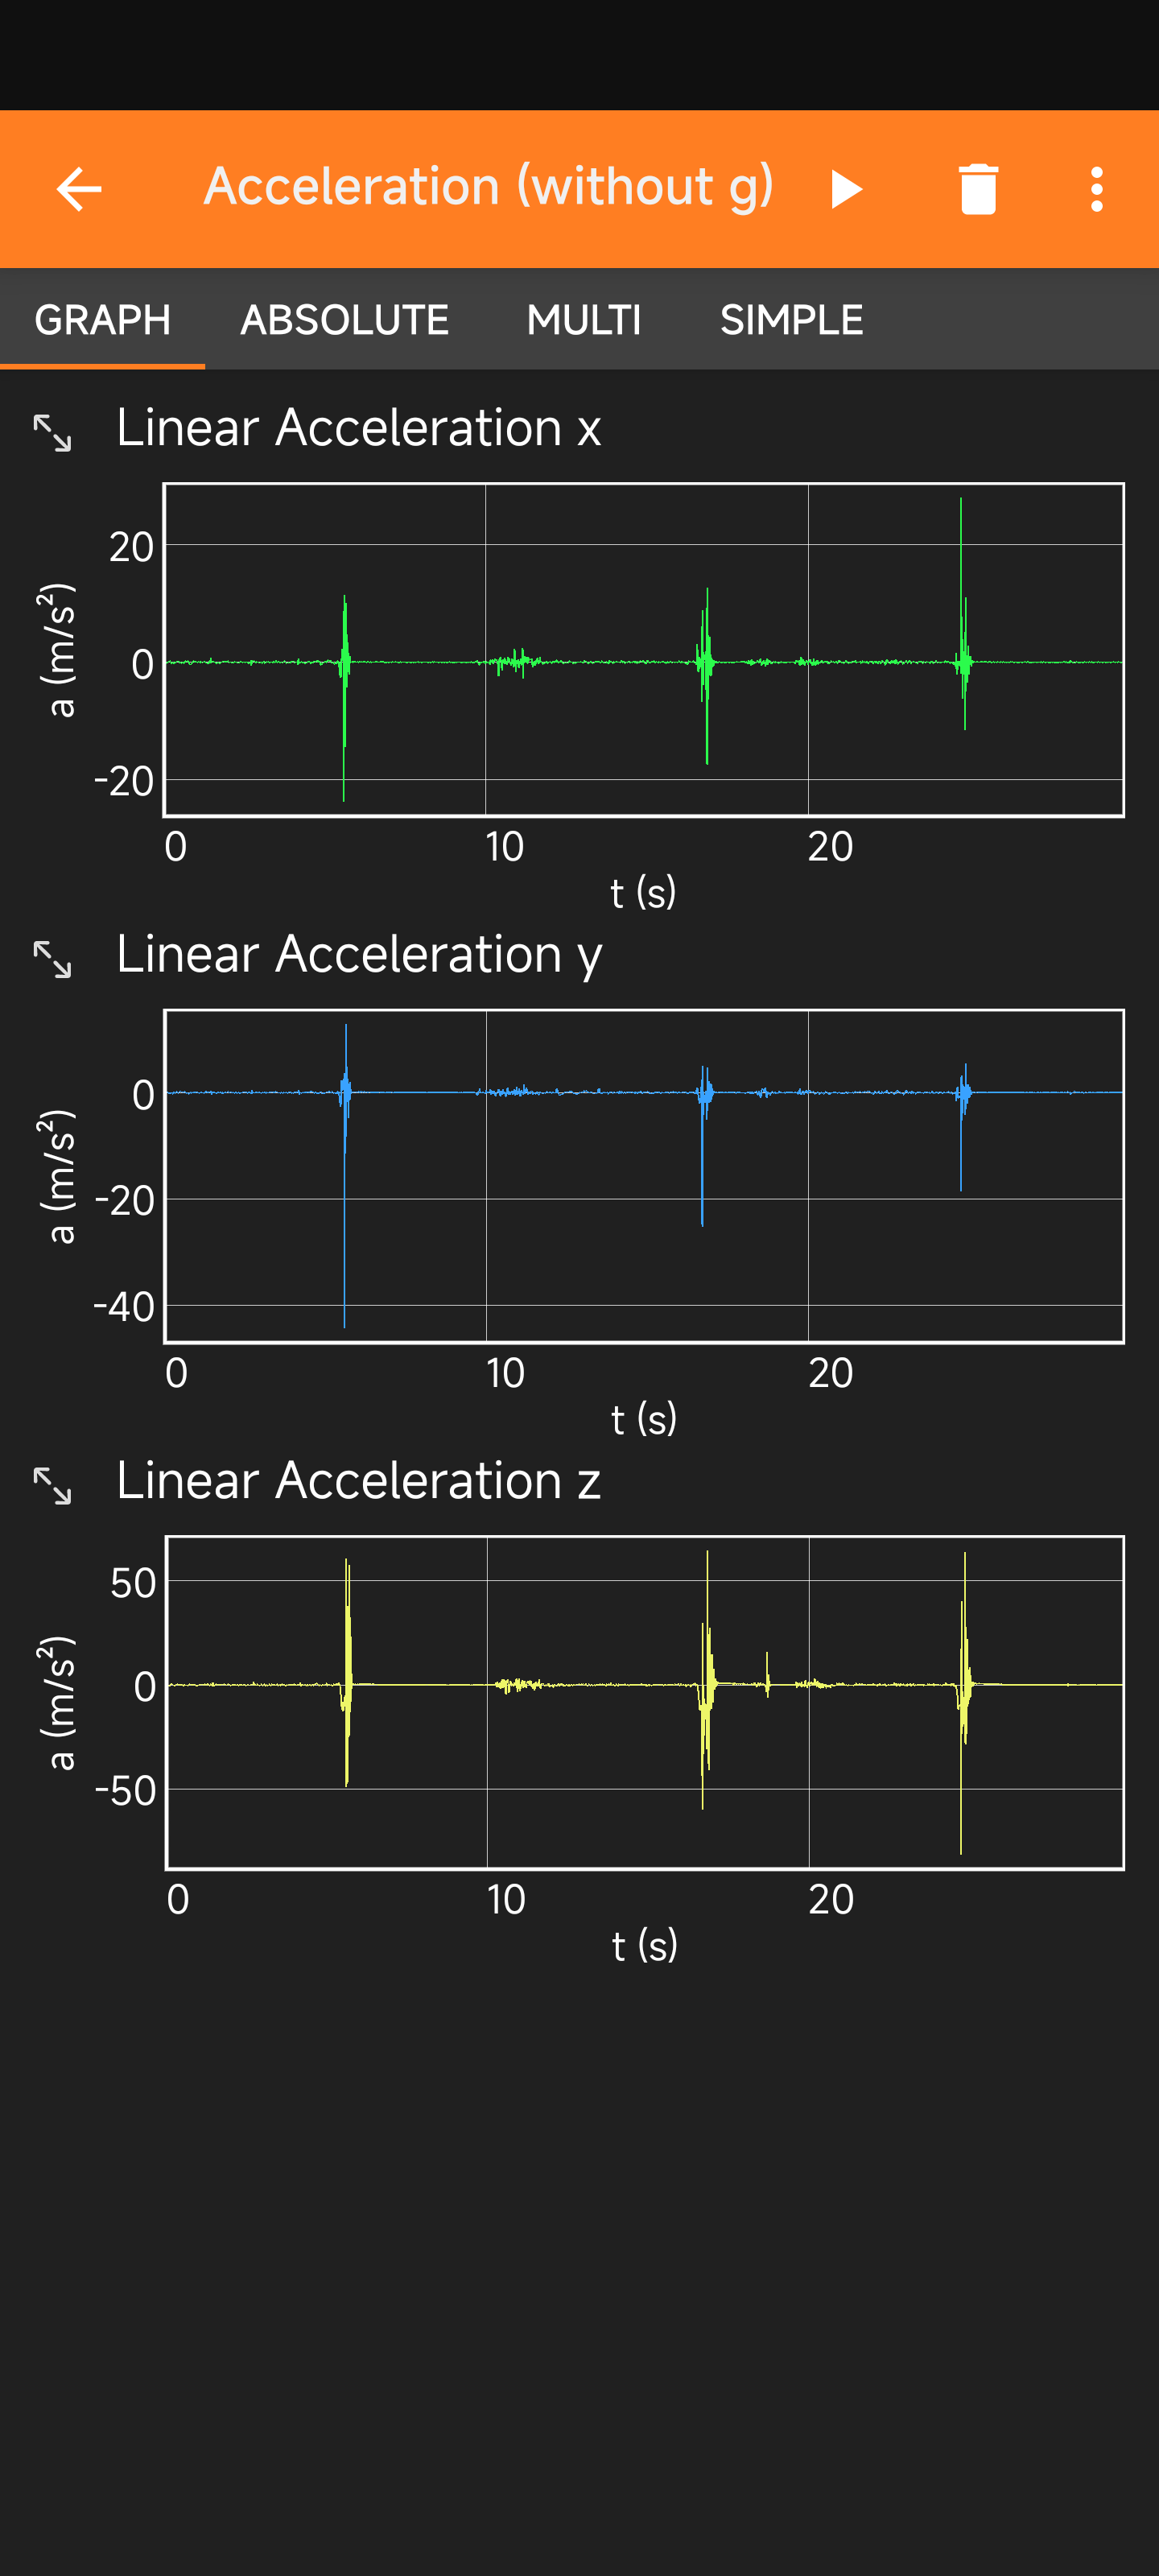 Acceleration (without g)
GRAPH ABSOLUTE MULTI SIMPLE
Linear Acceleration x
a (m/s²)
20
0
-20
0 10 20
t (s)
Linear Acceleration y
a (m/s²)
0
-20
-40
0 10 20
t (s)
Linear Acceleration z
a (m/s²)
50
0
-50
0 10 20
t (s)